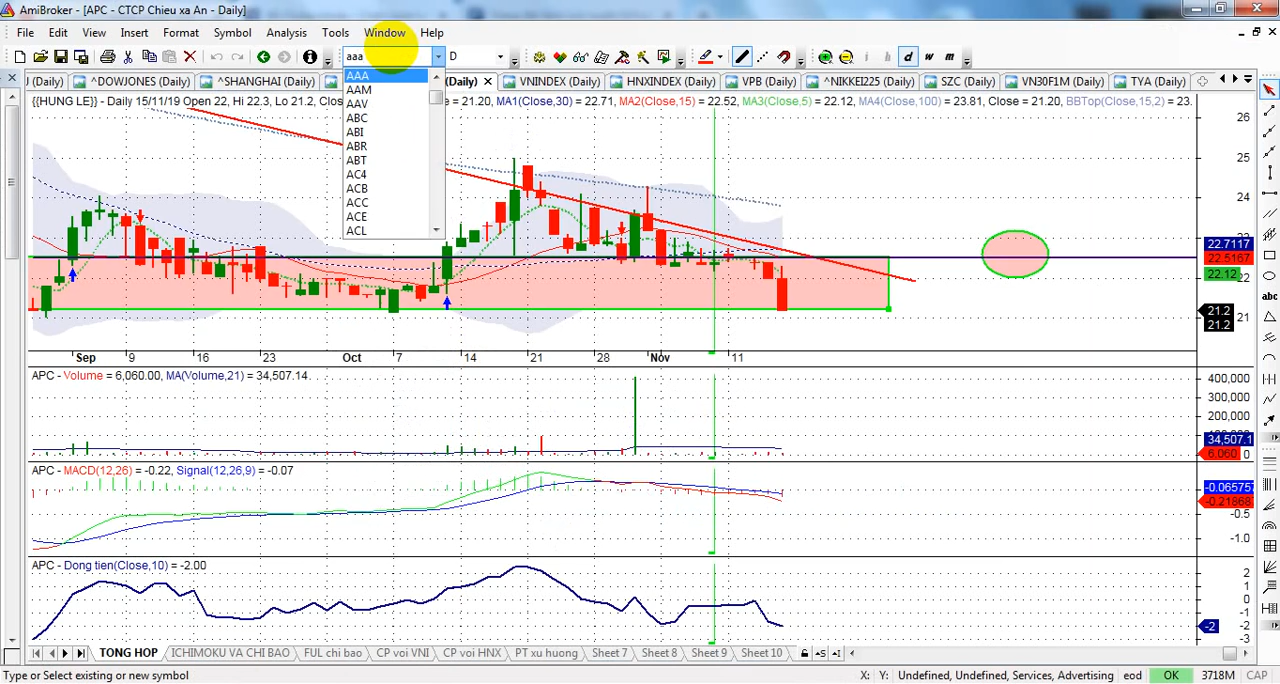 AmiBroker - [APC - CTCP Chieu xa An - Daily]
File Edit View Insert Format Symbol Analysis Tools Window Help
aaa D d w m
(Daily) ^DOWJONES (Daily) ^SHANGHAI (Daily) (Daily) VNINDEX (Daily) HNXINDEX (Daily) VPB (Daily) ^NIKKEI225 (Daily) SZC (Daily) VN30F1M (Daily) TYA (Daily)
{{HUNG LE}} - Daily 15/11/19 Open 22, Hi 22.3, Lo 21.2, e = 21.20, MA1(Close,30) = 22.71, MA2(Close,15) = 22.52, MA3(Close,5) = 22.12, MA4(Close,100) = 23.81, Close = 21.20, BBTop(Close,15,2) = 23.
AAA
AAM
AAV
ABC
ABI
ABR
ABT
AC4
ACB
ACC
ACE
ACL
26
25
24
23
22.7117
22.5167
22.12
22
21.2
21
21.2
Sep 9 16 23 Oct 7 14 21 28 Nov 11
APC - Volume = 6,060.00, MA(Volume,21) = 34,507.14
400,000
300,000
200,000
34,507.1
6,060 0
APC - MACD(12,26) = -0.22, Signal(12,26,9) = -0.07
-0.065757
-0.21868
-0.5
-1.0
APC - Dong tien(Close,10) = -2.00
2
1
0
-1
-2
-3
TONG HOP ICHIMOKU VA CHI BAO FUL chi bao CP voi VNI CP voi HNX PT xu huong Sheet 7 Sheet 8 Sheet 9 Sheet 10
abc
Type or Select existing or new symbol X: Y: Undefined, Undefined, Services, Advertising eod OK 3718M CAP